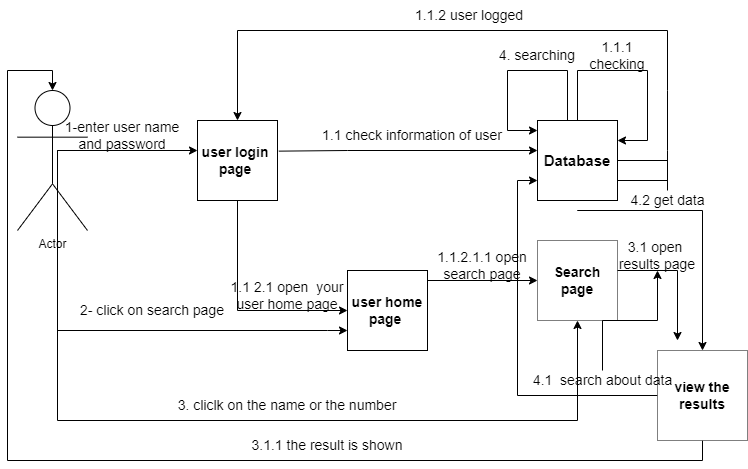 1.1.2 user logged
4. searching
1.1.1
checking
1-enter user name
and password
user login
page
1.1 check information of user
Database
4.2 get data
Actor
1.1.2.1.1 open
search page
Search
page
3.1 open
results page
1.1 2.1 open  your
user home page
user home
page
2- click on search page
4.1  search about data
view the
results
3. cliclk on the name or the number
3.1.1 the result is shown